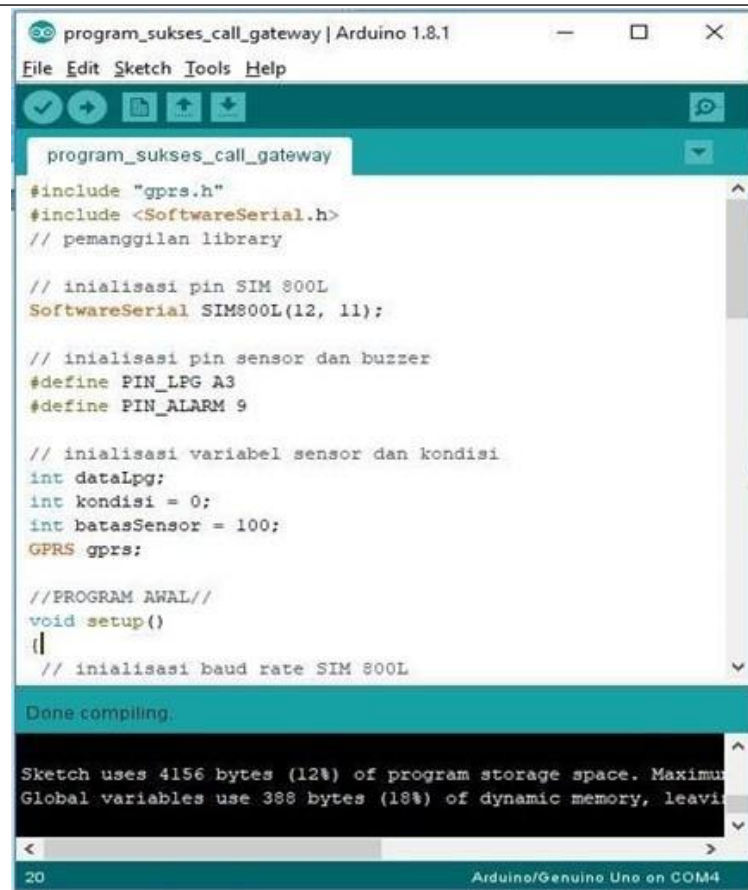 program_sukses_call_gateway | Arduino 1.8.1
File Edit Sketch Tools Help
program_sukses_call_gateway
#include "gprs.h"
#include <SoftwareSerial.h>
// pemanggilan library
// inialisasi pin SIM 800L
SoftwareSerial SIM800L(12, 11);
// inialisasi pin sensor dan buzzer
#define PIN_LPG A3
#define PIN_ALARM 9
// inialisasi variabel sensor dan kondisi
int dataLpg;
int kondisi = 0;
int batasSensor = 100;
GPRS gprs;
//PROGRAM AWAL//
void setup()
{
// inialisasi baud rate SIM 800L
Done compiling.
Sketch uses 4156 bytes (12%) of program storage space. Maximu
Global variables use 388 bytes (18%) of dynamic memory, leavi
20
Arduino/Genuino Uno on COM4